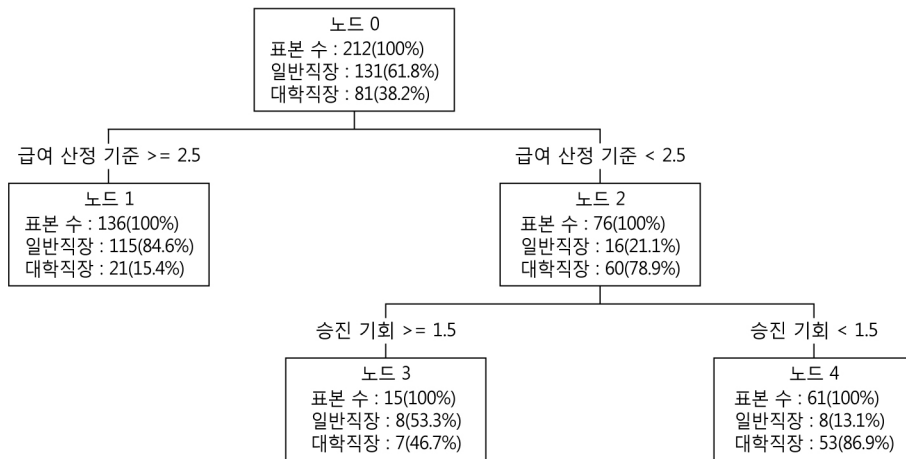 노드 0
표본 수 : 212(100%)
일반직장 : 131(61.8%)
대학직장 : 81(38.2%)
급여 산정 기준 >= 2.5
급여 산정 기준 < 2.5
노드 1
표본 수 : 136(100%)
일반직장 : 115(84.6%)
대학직장 : 21(15.4%)
노드 2
표본 수 : 76(100%)
일반직장 : 16(21.1%)
대학직장 : 60(78.9%)
승진 기회 >= 1.5
승진 기회 < 1.5
노드 3
표본 수 : 15(100%)
일반직장 : 8(53.3%)
대학직장 : 7(46.7%)
노드 4
표본 수 : 61(100%)
일반직장 : 8(13.1%)
대학직장 : 53(86.9%)